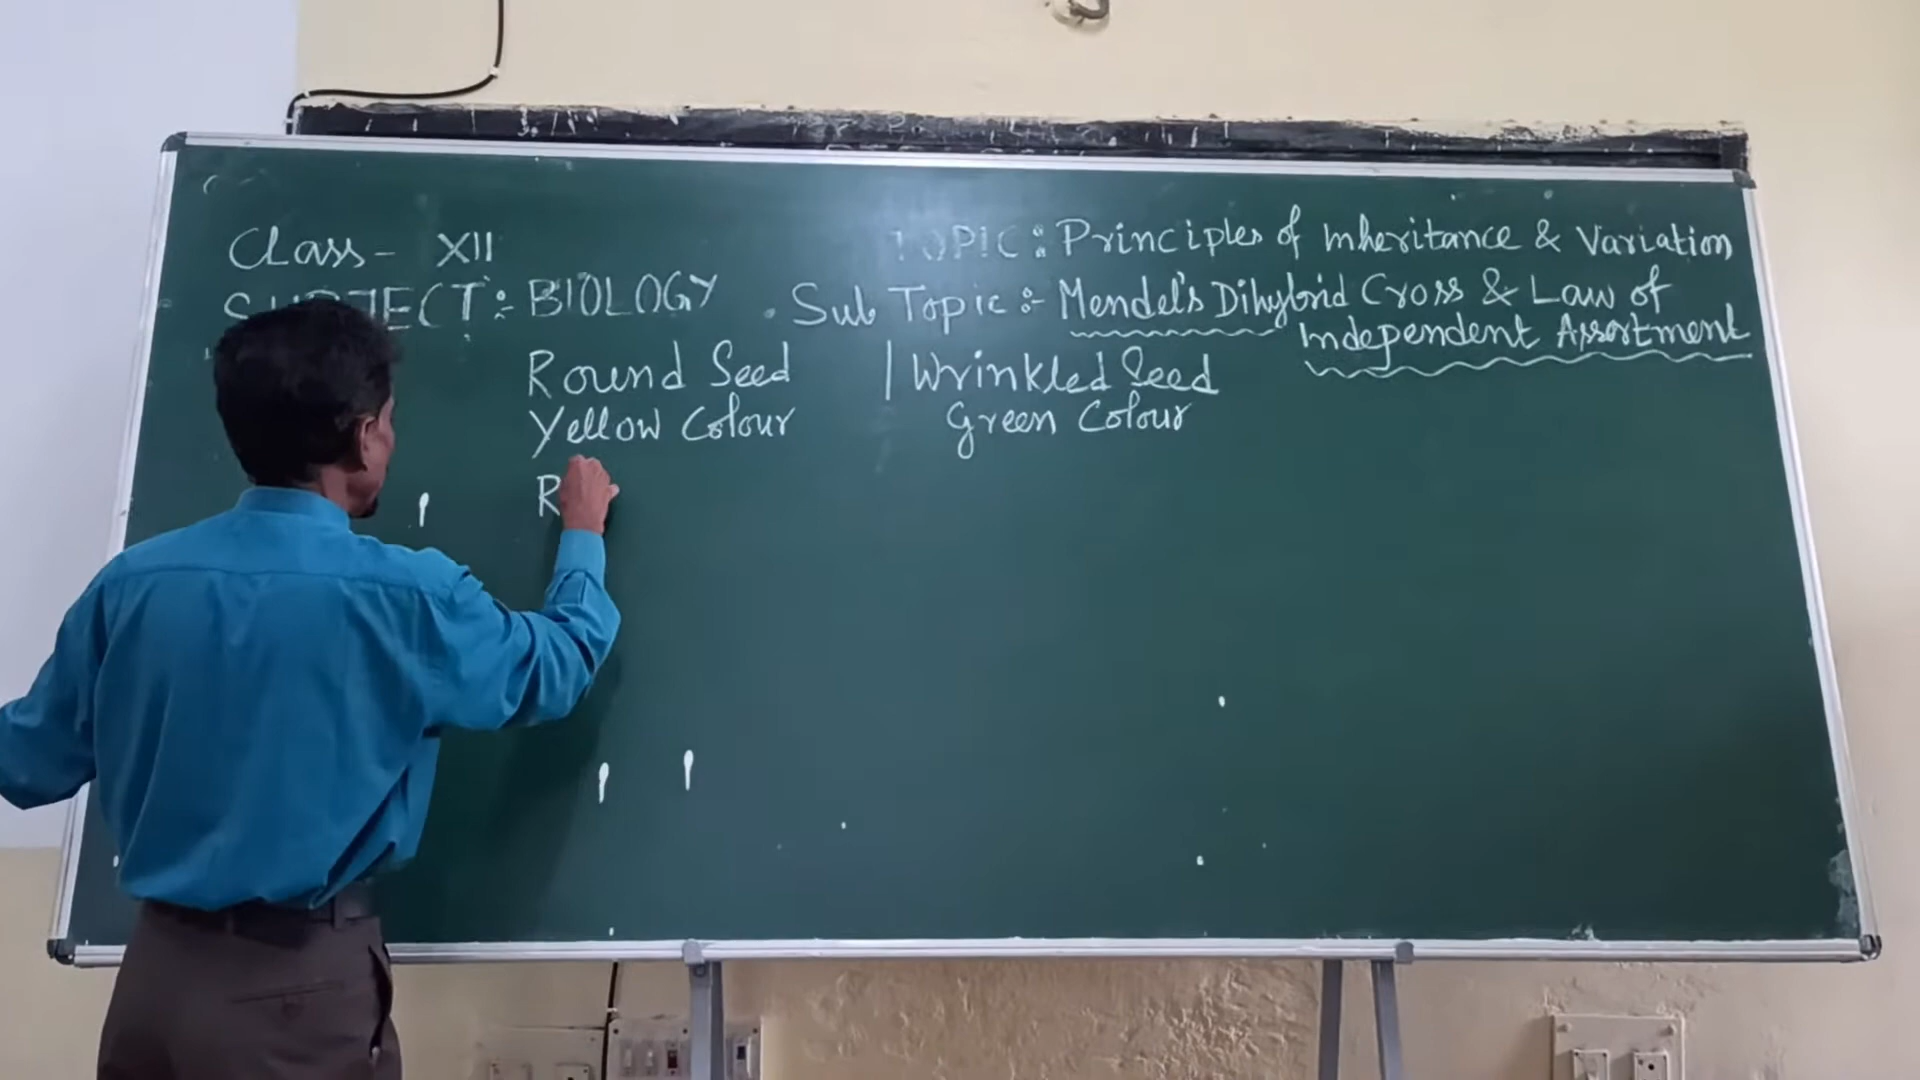 Class - XII
TOPIC : Principles of Inheritance & Variation
SUBJECT :- BIOLOGY
Sub Topic :- Mendel's Dihybrid Cross & Law of
Independent Assortment
Round Seed | Wrinkled Seed
Yellow Colour Green Colour
R